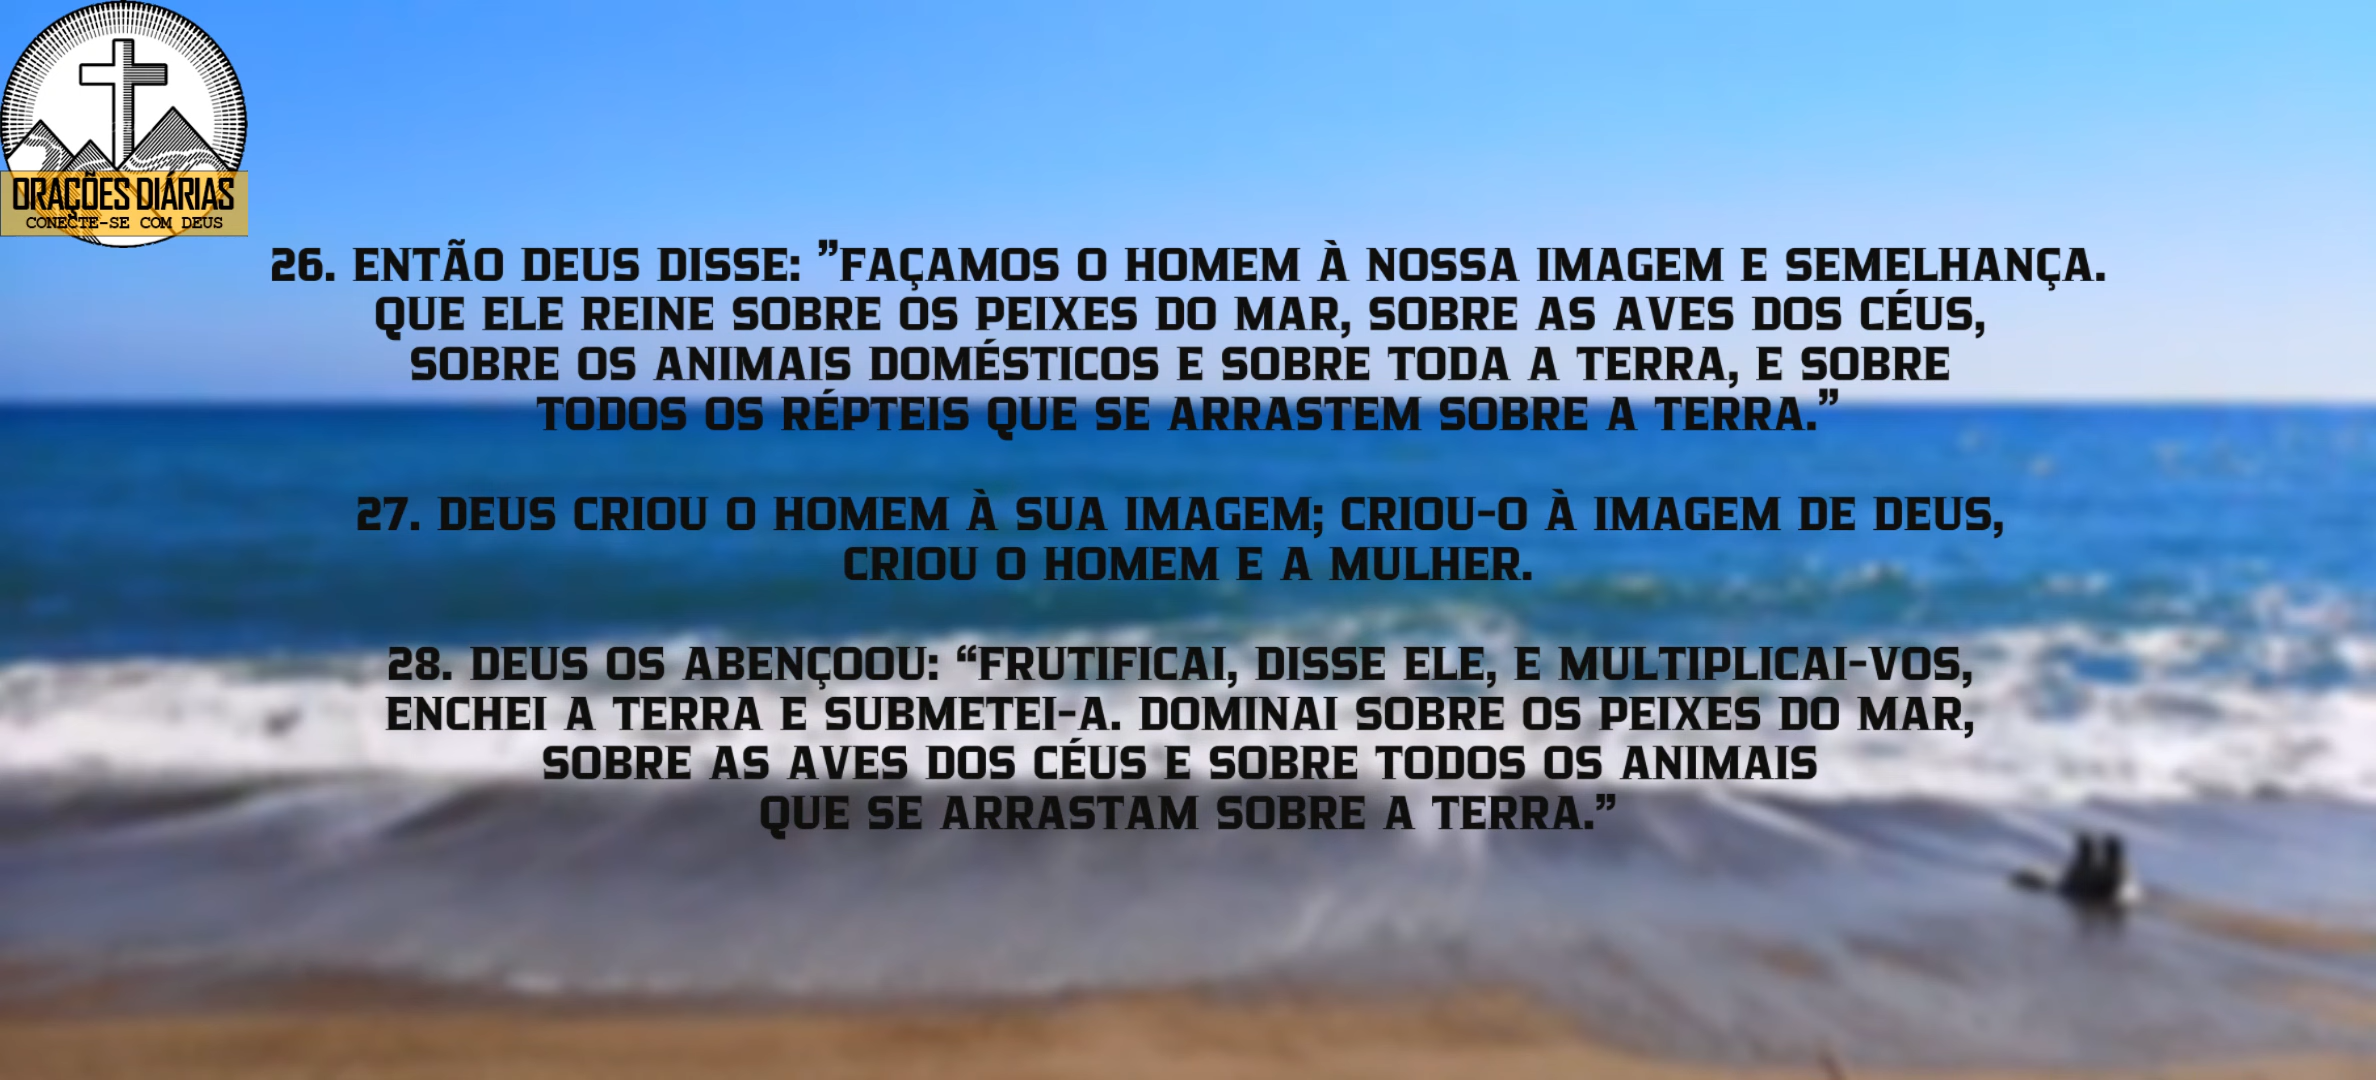 ORAÇÕES DIÁRIAS
CONECTE-SE COM DEUS
26. ENTÃO DEUS DISSE: ”FAÇAMOS O HOMEM À NOSSA IMAGEM E SEMELHANÇA.
QUE ELE REINE SOBRE OS PEIXES DO MAR, SOBRE AS AVES DOS CÉUS,
SOBRE OS ANIMAIS DOMÉSTICOS E SOBRE TODA A TERRA, E SOBRE
TODOS OS RÉPTEIS QUE SE ARRASTEM SOBRE A TERRA.”
27. DEUS CRIOU O HOMEM À SUA IMAGEM; CRIOU-O À IMAGEM DE DEUS,
CRIOU O HOMEM E A MULHER.
28. DEUS OS ABENÇOOU: “FRUTIFICAI, DISSE ELE, E MULTIPLICAI-VOS,
ENCHEI A TERRA E SUBMETEI-A. DOMINAI SOBRE OS PEIXES DO MAR,
SOBRE AS AVES DOS CÉUS E SOBRE TODOS OS ANIMAIS
QUE SE ARRASTAM SOBRE A TERRA.”